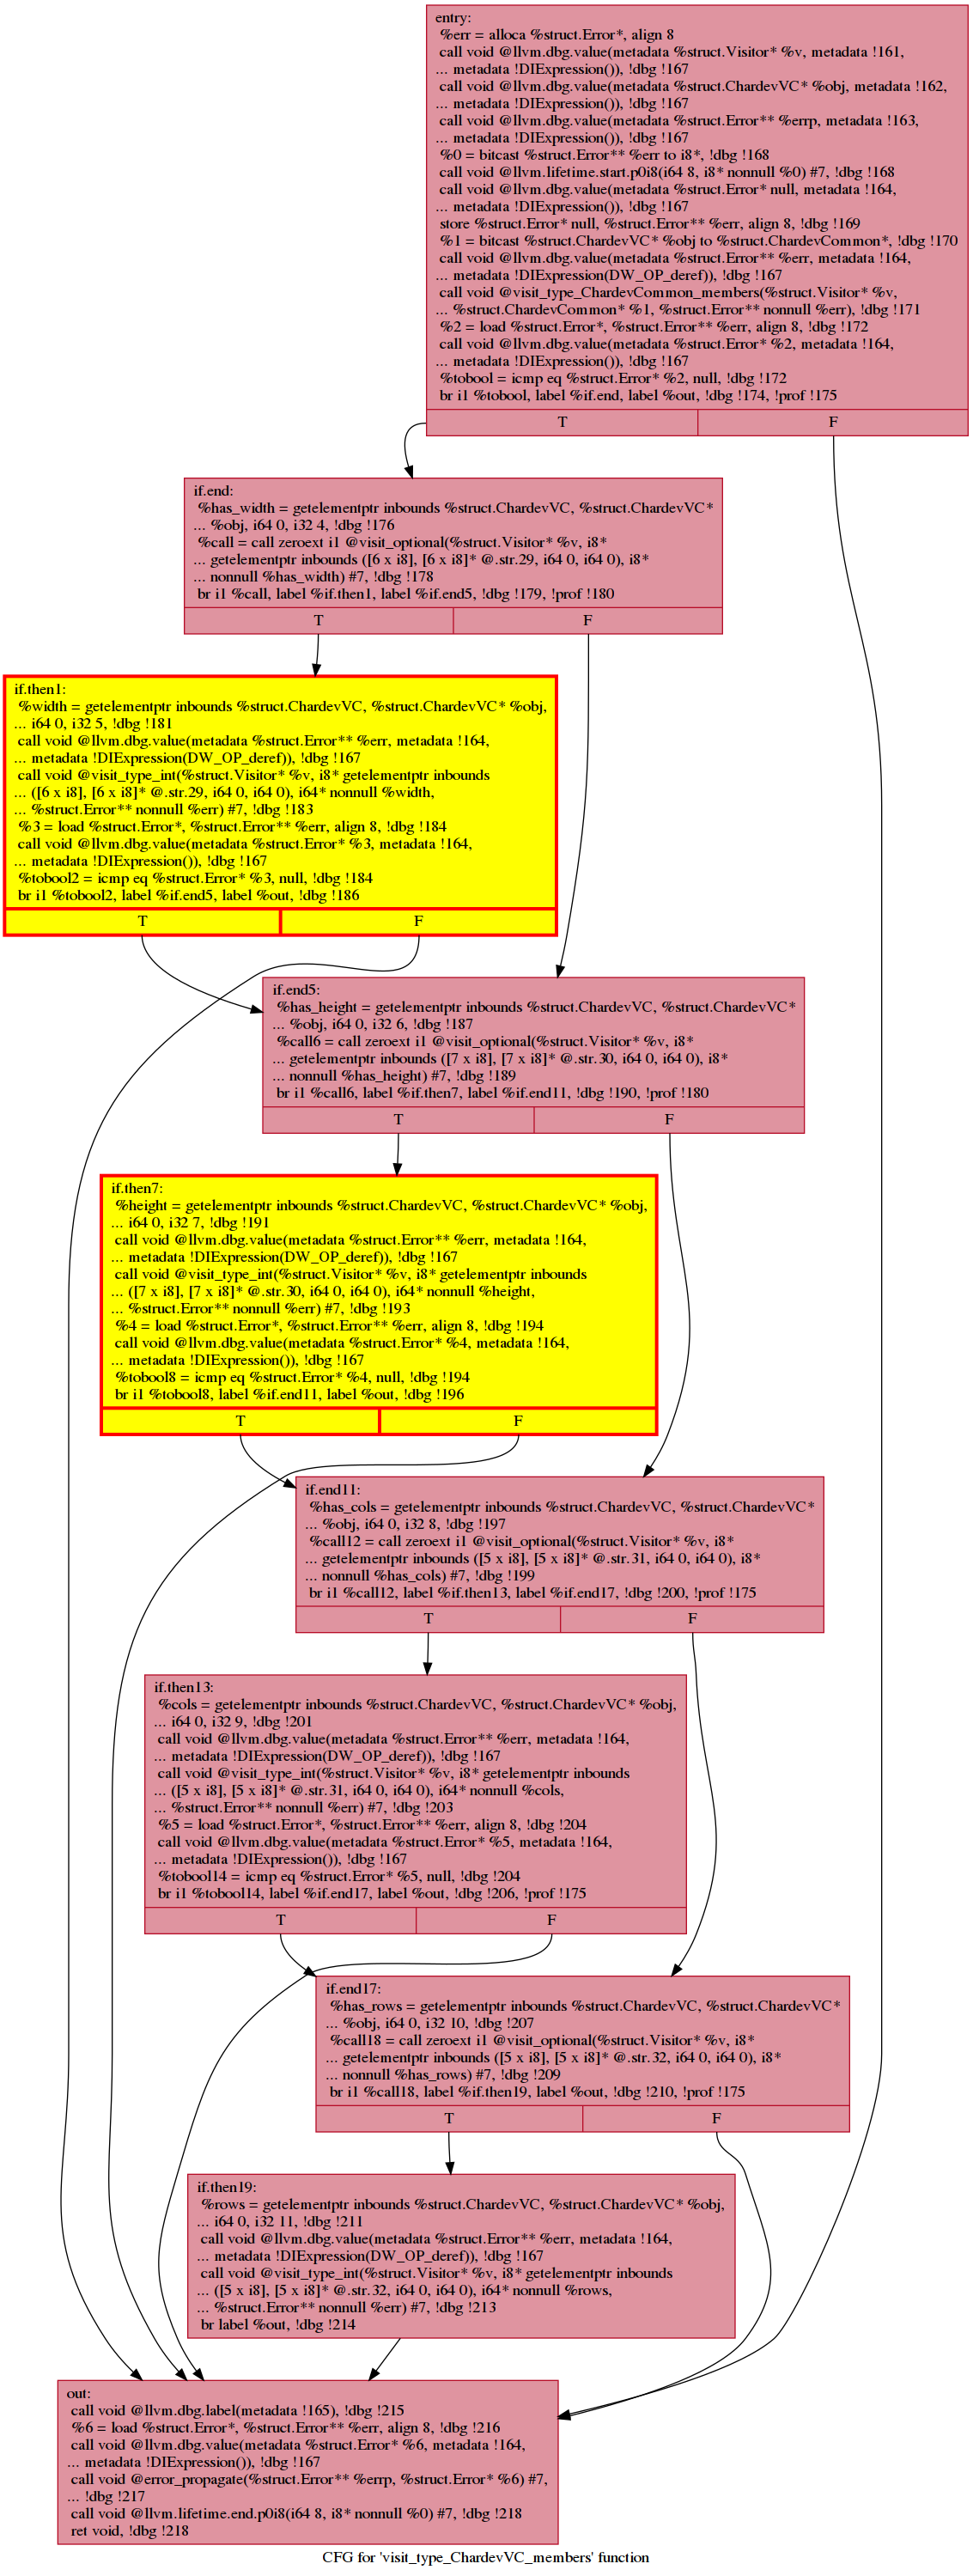 entry:
%err = alloca %struct.Error*, align 8
call void @llvm.dbg.value(metadata %struct.Visitor* %v, metadata !161,
... metadata !DIExpression()), !dbg !167
call void @llvm.dbg.value(metadata %struct.ChardevVC* %obj, metadata !162,
... metadata !DIExpression()), !dbg !167
call void @llvm.dbg.value(metadata %struct.Error** %errp, metadata !163,
... metadata !DIExpression()), !dbg !167
%0 = bitcast %struct.Error** %err to i8*, !dbg !168
call void @llvm.lifetime.start.p0i8(i64 8, i8* nonnull %0) #7, !dbg !168
call void @llvm.dbg.value(metadata %struct.Error* null, metadata !164,
... metadata !DIExpression()), !dbg !167
store %struct.Error* null, %struct.Error** %err, align 8, !dbg !169
%1 = bitcast %struct.ChardevVC* %obj to %struct.ChardevCommon*, !dbg !170
call void @llvm.dbg.value(metadata %struct.Error** %err, metadata !164,
... metadata !DIExpression(DW_OP_deref)), !dbg !167
call void @visit_type_ChardevCommon_members(%struct.Visitor* %v,
... %struct.ChardevCommon* %1, %struct.Error** nonnull %err), !dbg !171
%2 = load %struct.Error*, %struct.Error** %err, align 8, !dbg !172
call void @llvm.dbg.value(metadata %struct.Error* %2, metadata !164,
... metadata !DIExpression()), !dbg !167
%tobool = icmp eq %struct.Error* %2, null, !dbg !172
br i1 %tobool, label %if.end, label %out, !dbg !174, !prof !175
T F
if.end:
%has_width = getelementptr inbounds %struct.ChardevVC, %struct.ChardevVC*
... %obj, i64 0, i32 4, !dbg !176
%call = call zeroext i1 @visit_optional(%struct.Visitor* %v, i8*
... getelementptr inbounds ([6 x i8], [6 x i8]* @.str.29, i64 0, i64 0), i8*
... nonnull %has_width) #7, !dbg !178
br i1 %call, label %if.then1, label %if.end5, !dbg !179, !prof !180
T F
if.then1:
%width = getelementptr inbounds %struct.ChardevVC, %struct.ChardevVC* %obj,
... i64 0, i32 5, !dbg !181
call void @llvm.dbg.value(metadata %struct.Error** %err, metadata !164,
... metadata !DIExpression(DW_OP_deref)), !dbg !167
call void @visit_type_int(%struct.Visitor* %v, i8* getelementptr inbounds
... ([6 x i8], [6 x i8]* @.str.29, i64 0, i64 0), i64* nonnull %width,
... %struct.Error** nonnull %err) #7, !dbg !183
%3 = load %struct.Error*, %struct.Error** %err, align 8, !dbg !184
call void @llvm.dbg.value(metadata %struct.Error* %3, metadata !164,
... metadata !DIExpression()), !dbg !167
%tobool2 = icmp eq %struct.Error* %3, null, !dbg !184
br i1 %tobool2, label %if.end5, label %out, !dbg !186
T F
if.end5:
%has_height = getelementptr inbounds %struct.ChardevVC, %struct.ChardevVC*
... %obj, i64 0, i32 6, !dbg !187
%call6 = call zeroext i1 @visit_optional(%struct.Visitor* %v, i8*
... getelementptr inbounds ([7 x i8], [7 x i8]* @.str.30, i64 0, i64 0), i8*
... nonnull %has_height) #7, !dbg !189
br i1 %call6, label %if.then7, label %if.end11, !dbg !190, !prof !180
T F
if.then7:
%height = getelementptr inbounds %struct.ChardevVC, %struct.ChardevVC* %obj,
... i64 0, i32 7, !dbg !191
call void @llvm.dbg.value(metadata %struct.Error** %err, metadata !164,
... metadata !DIExpression(DW_OP_deref)), !dbg !167
call void @visit_type_int(%struct.Visitor* %v, i8* getelementptr inbounds
... ([7 x i8], [7 x i8]* @.str.30, i64 0, i64 0), i64* nonnull %height,
... %struct.Error** nonnull %err) #7, !dbg !193
%4 = load %struct.Error*, %struct.Error** %err, align 8, !dbg !194
call void @llvm.dbg.value(metadata %struct.Error* %4, metadata !164,
... metadata !DIExpression()), !dbg !167
%tobool8 = icmp eq %struct.Error* %4, null, !dbg !194
br i1 %tobool8, label %if.end11, label %out, !dbg !196
T F
if.end11:
%has_cols = getelementptr inbounds %struct.ChardevVC, %struct.ChardevVC*
... %obj, i64 0, i32 8, !dbg !197
%call12 = call zeroext i1 @visit_optional(%struct.Visitor* %v, i8*
... getelementptr inbounds ([5 x i8], [5 x i8]* @.str.31, i64 0, i64 0), i8*
... nonnull %has_cols) #7, !dbg !199
br i1 %call12, label %if.then13, label %if.end17, !dbg !200, !prof !175
T F
if.then13:
%cols = getelementptr inbounds %struct.ChardevVC, %struct.ChardevVC* %obj,
... i64 0, i32 9, !dbg !201
call void @llvm.dbg.value(metadata %struct.Error** %err, metadata !164,
... metadata !DIExpression(DW_OP_deref)), !dbg !167
call void @visit_type_int(%struct.Visitor* %v, i8* getelementptr inbounds
... ([5 x i8], [5 x i8]* @.str.31, i64 0, i64 0), i64* nonnull %cols,
... %struct.Error** nonnull %err) #7, !dbg !203
%5 = load %struct.Error*, %struct.Error** %err, align 8, !dbg !204
call void @llvm.dbg.value(metadata %struct.Error* %5, metadata !164,
... metadata !DIExpression()), !dbg !167
%tobool14 = icmp eq %struct.Error* %5, null, !dbg !204
br i1 %tobool14, label %if.end17, label %out, !dbg !206, !prof !175
T F
if.end17:
%has_rows = getelementptr inbounds %struct.ChardevVC, %struct.ChardevVC*
... %obj, i64 0, i32 10, !dbg !207
%call18 = call zeroext i1 @visit_optional(%struct.Visitor* %v, i8*
... getelementptr inbounds ([5 x i8], [5 x i8]* @.str.32, i64 0, i64 0), i8*
... nonnull %has_rows) #7, !dbg !209
br i1 %call18, label %if.then19, label %out, !dbg !210, !prof !175
T F
if.then19:
%rows = getelementptr inbounds %struct.ChardevVC, %struct.ChardevVC* %obj,
... i64 0, i32 11, !dbg !211
call void @llvm.dbg.value(metadata %struct.Error** %err, metadata !164,
... metadata !DIExpression(DW_OP_deref)), !dbg !167
call void @visit_type_int(%struct.Visitor* %v, i8* getelementptr inbounds
... ([5 x i8], [5 x i8]* @.str.32, i64 0, i64 0), i64* nonnull %rows,
... %struct.Error** nonnull %err) #7, !dbg !213
br label %out, !dbg !214
out:
call void @llvm.dbg.label(metadata !165), !dbg !215
%6 = load %struct.Error*, %struct.Error** %err, align 8, !dbg !216
call void @llvm.dbg.value(metadata %struct.Error* %6, metadata !164,
... metadata !DIExpression()), !dbg !167
call void @error_propagate(%struct.Error** %errp, %struct.Error* %6) #7,
... !dbg !217
call void @llvm.lifetime.end.p0i8(i64 8, i8* nonnull %0) #7, !dbg !218
ret void, !dbg !218
CFG for 'visit_type_ChardevVC_members' function